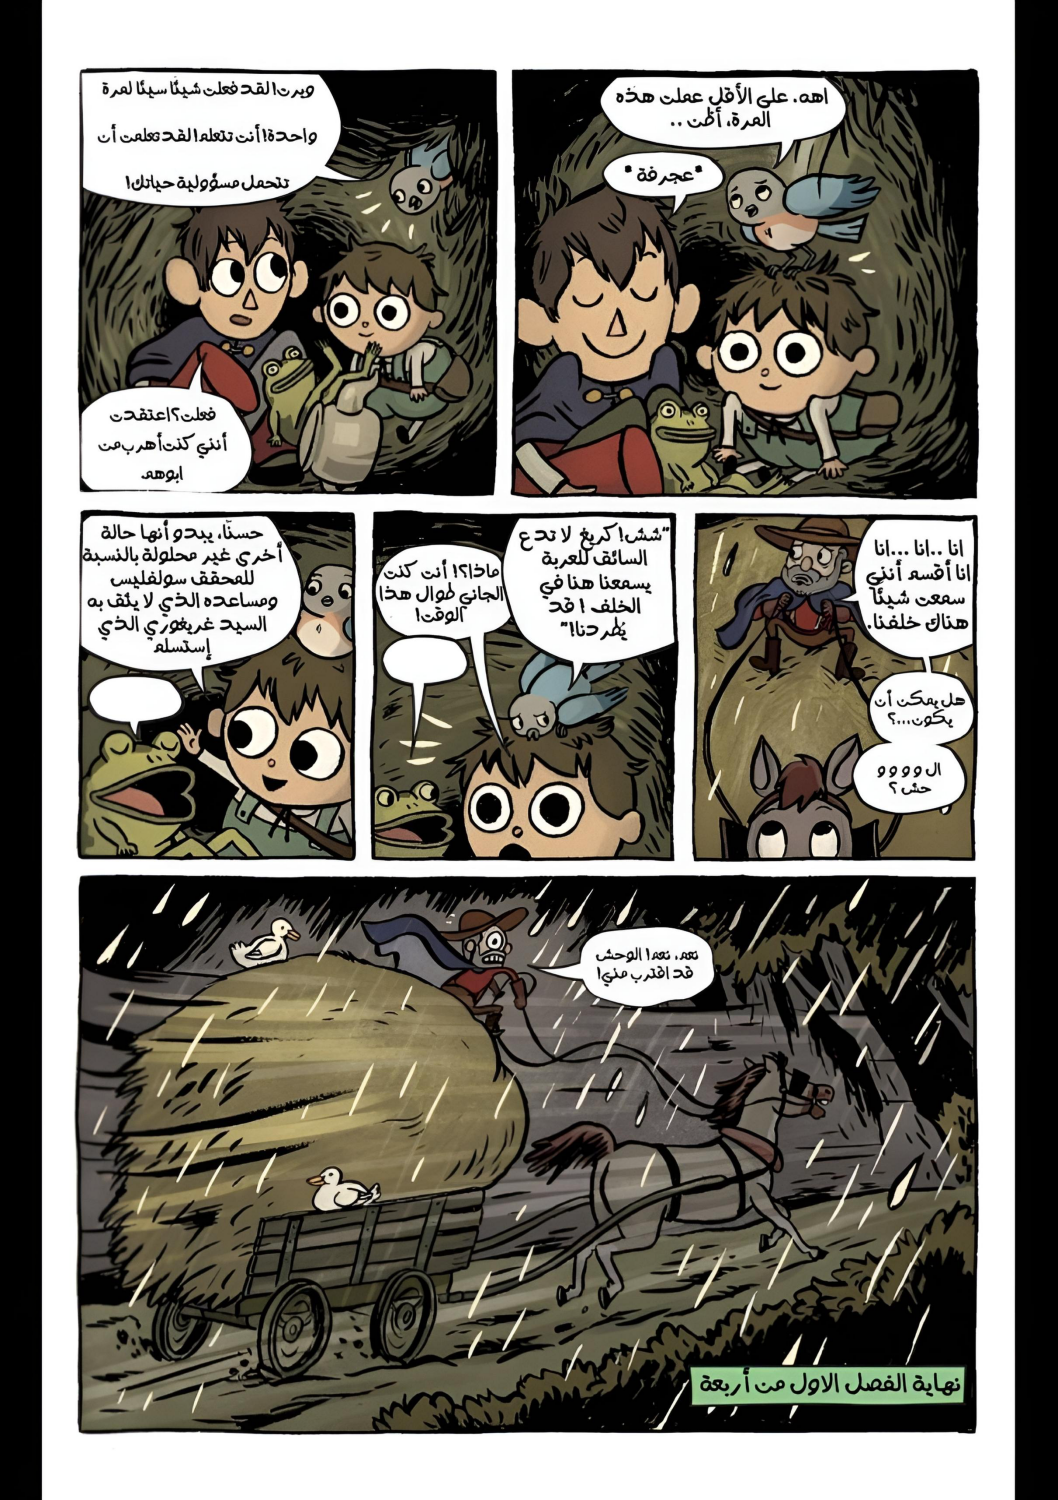 اهه. على الأقل عملت هذه
المرة، أظن ..
*عجرفة*
ويرت! لقد فعلت شيئًا سيئًا لمرة
واحدة! أنت تتعلم! لقد تعلمت أن
تتحمل مسؤولية حياتك!
فعلت؟ اعتقدت
أنني كنت أهرب من
ابوهم.
انا ..انا ...انا
انا أقسم أنني
سمعت شيئًا
هناك خلفنا.
هل يمكن أن
يكون...؟
ال و و و و
حش ؟
"شش! كريغ لا تدع
السائق للعربة
يسمعنا هنا في
الخلف ! قد
يُطردنا!"
ماذا؟! أنت كنت
الجاني طوال هذا
الوقت!
حسنًا، يبدو أنها حالة
أخرى غير محلولة بالنسبة
للمحقق سولفليس
ومساعده الذي لا يثق به
السيد غريغوري الذي
إستسلم
نعم، نعم! الوحش
قد اقترب مني!
نهاية الفصل الاول من أربعة